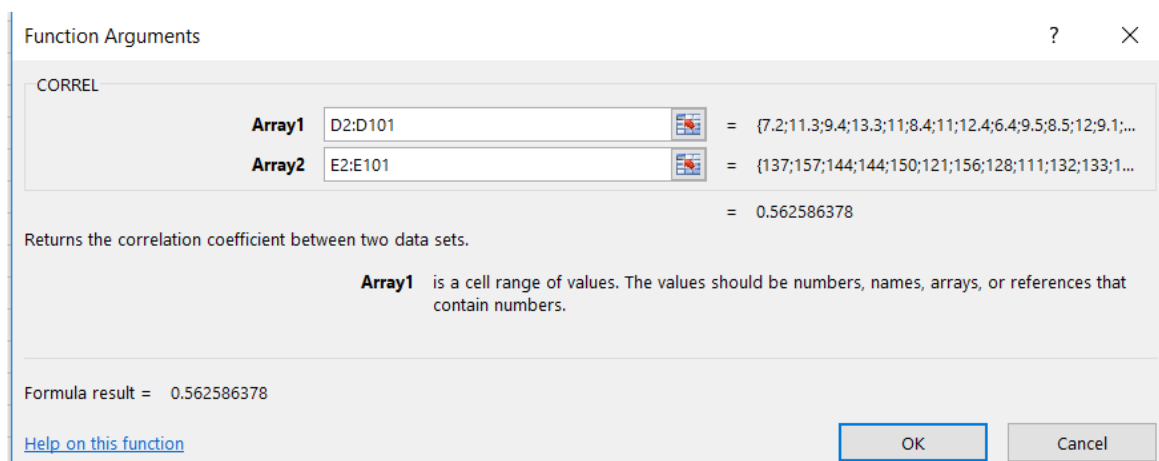 Function Arguments ? ×
CORREL
Array1 D2:D101 = {7.2;11.3;9.4;13.3;11;8.4;11;12.4;6.4;9.5;8.5;12;9.1;...
Array2 E2:E101 = {137;157;144;144;150;121;156;128;111;132;133;1...
= 0.562586378
Returns the correlation coefficient between two data sets.
Array1 is a cell range of values. The values should be numbers, names, arrays, or references that
contain numbers.
Formula result = 0.562586378
Help on this function OK Cancel